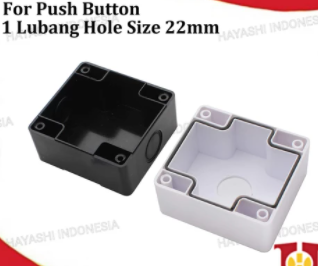 For Push Button
1 Lubang Hole Size 22mm
HAYASHI INDONESIA
HAYASHI INDONESIA
HAYASHI INDONESIA